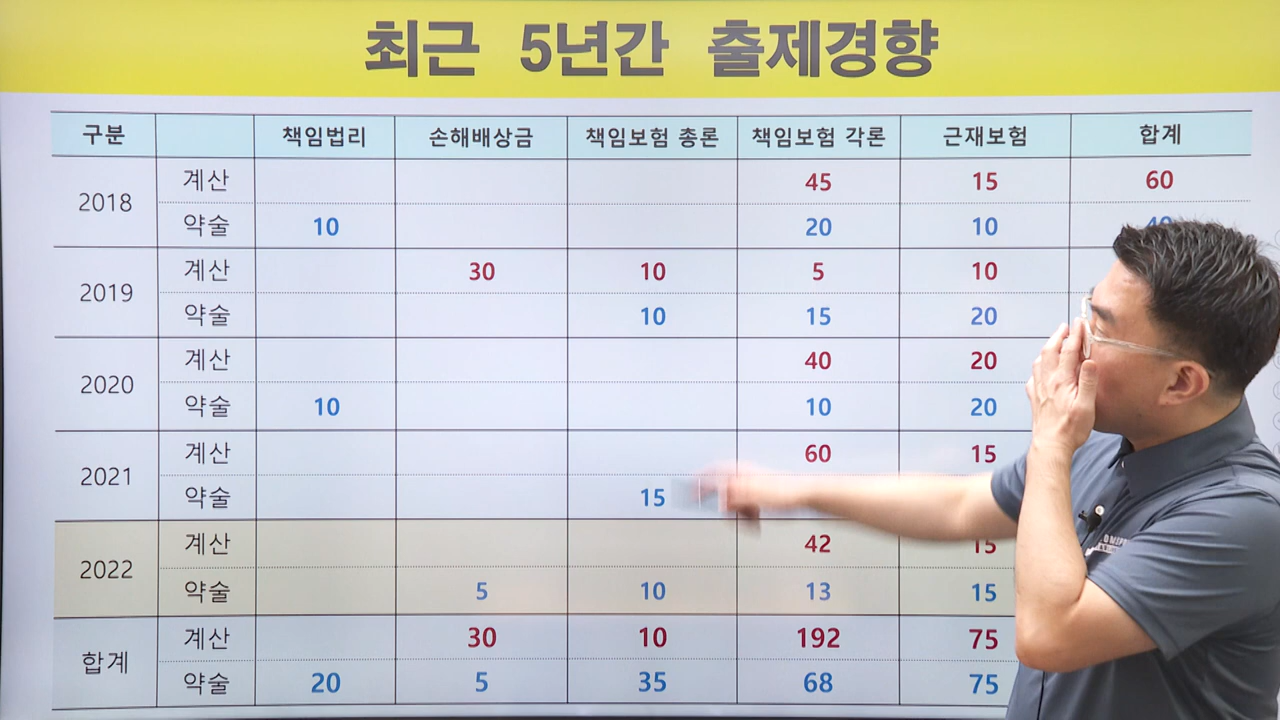 최근 5년간 출제경향
구분 책임법리 손해배상금 책임보험 총론 책임보험 각론 근재보험 합계
2018
계산 45 15 60
약술 10 20 10
2019
계산 30 10 5 10
약술 10 15 20
2020
계산 40 20
약술 10 10 20
2021
계산 60 15
약술 15
2022
계산 42 15
약술 5 10 13 15
합계
계산 30 10 192 75
약술 20 5 35 68 75